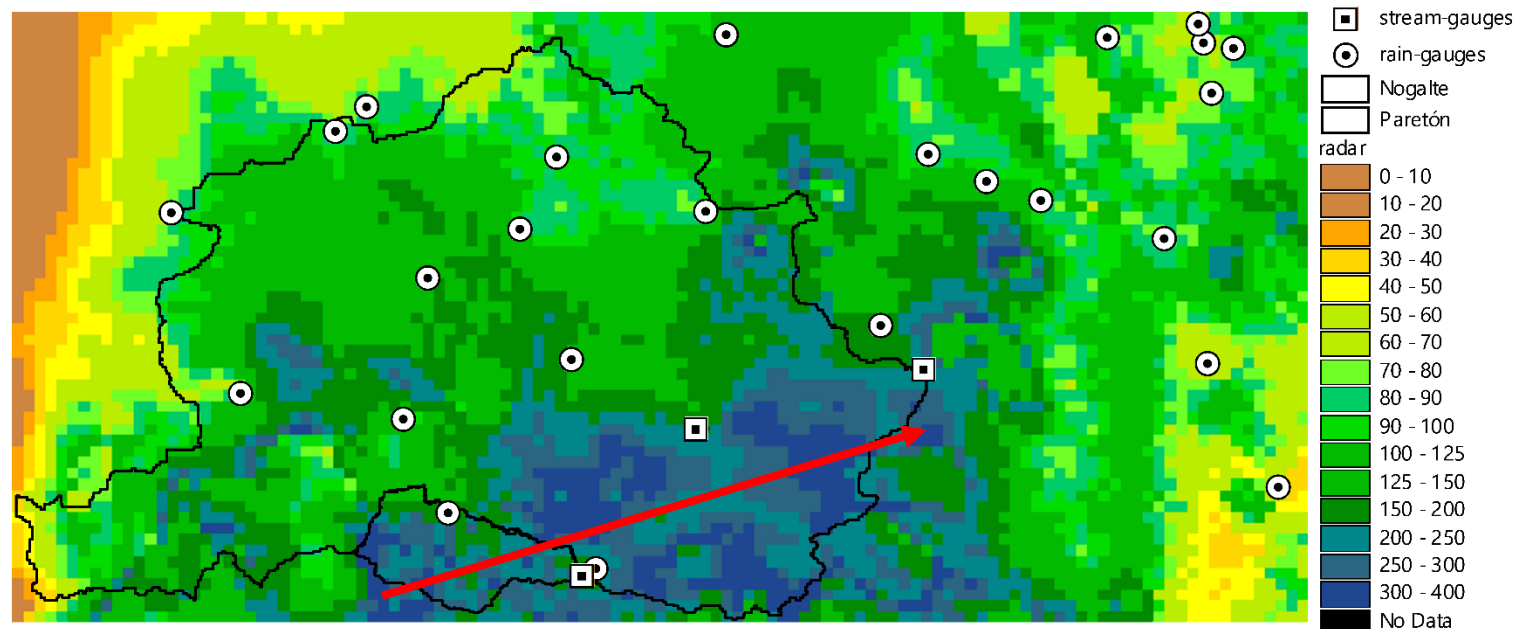 stream-gauges
rain-gauges
Nogalte
Paretón
radar
0 - 10
10 - 20
20 - 30
30 - 40
40 - 50
50 - 60
60 - 70
70 - 80
80 - 90
90 - 100
100 - 125
125 - 150
150 - 200
200 - 250
250 - 300
300 - 400
No Data